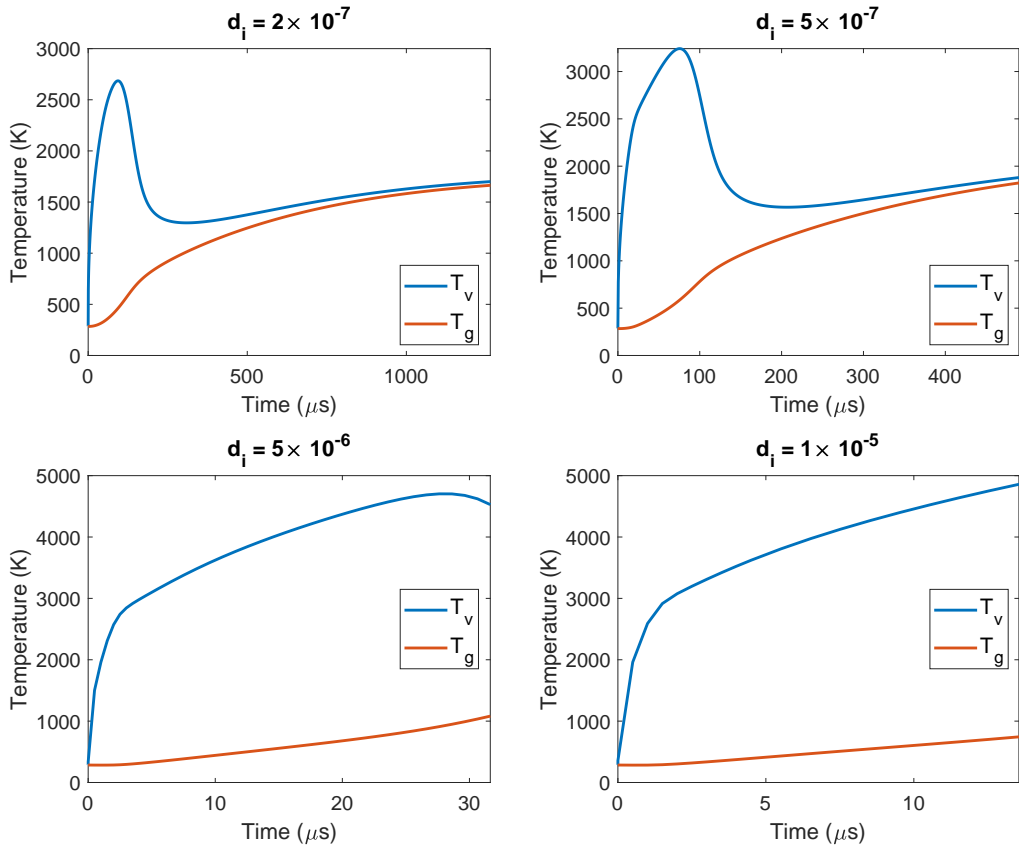 d_i = 2× 10^-7
Temperature (K)
3000
2500
2000
1500
1000
500
0
0 500 1000
Time (μs)
T_v
T_g
d_i = 5× 10^-7
Temperature (K)
3000
2500
2000
1500
1000
500
0
0 100 200 300 400
Time (μs)
T_v
T_g
d_i = 5× 10^-6
Temperature (K)
5000
4000
3000
2000
1000
0
0 10 20 30
Time (μs)
T_v
T_g
d_i = 1× 10^-5
Temperature (K)
5000
4000
3000
2000
1000
0
0 5 10
Time (μs)
T_v
T_g